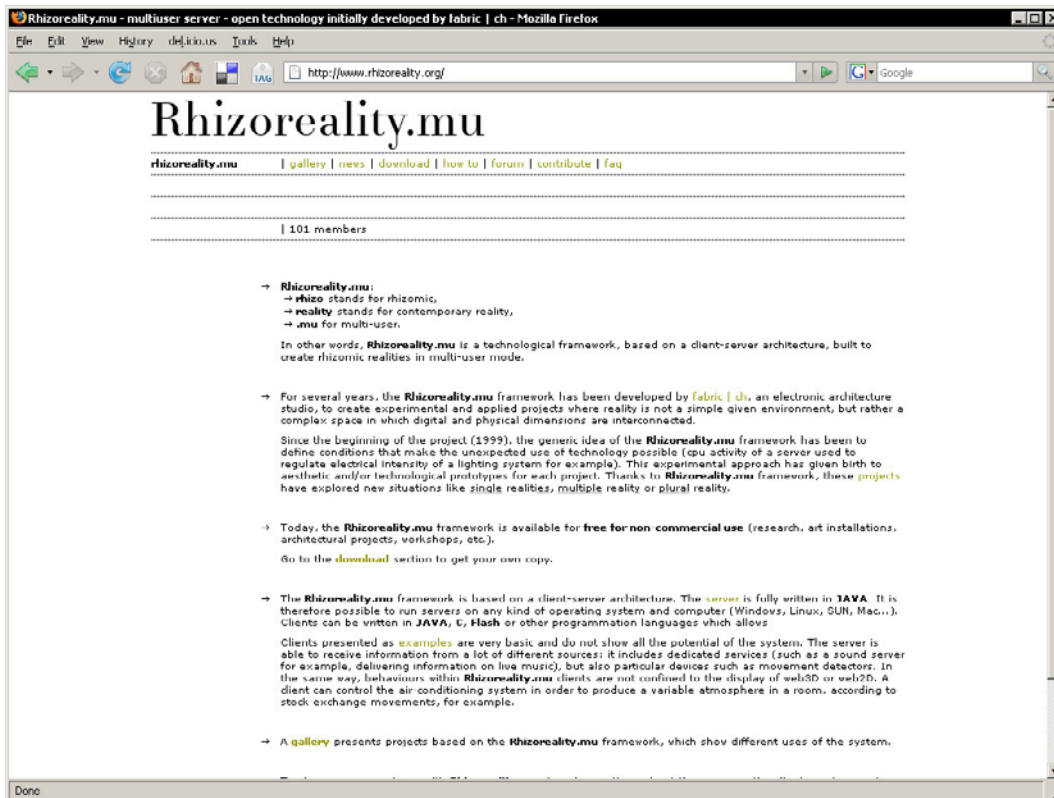 Rhizoreality.mu - multiuser server - open technology initially developed by fabric | ch - Mozilla Firefox
File Edit View History del.icio.us Tools Help
TAG http://www.rhizoreality.org/ G Google
Rhizoreality.mu
rhizoreality.mu | gallery | news | download | how to | forum | contribute | faq
| 101 members
→ Rhizoreality.mu:
→ rhizo stands for rhizomic,
→ reality stands for contemporary reality,
→ .mu for multi-user.
In other words, Rhizoreality.mu is a technological framework, based on a client-server architecture, built to
create rhizomic realities in multi-user mode.
→ For several years, the Rhizoreality.mu framework has been developed by fabric | ch, an electronic architecture
studio, to create experimental and applied projects where reality is not a simple given environment, but rather a
complex space in which digital and physical dimensions are interconnected.
Since the beginning of the project (1999), the generic idea of the Rhizoreality.mu framework has been to
define conditions that make the unexpected use of technology possible (cpu activity of a server used to
regulate electrical intensity of a lighting system for example). This experimental approach has given birth to
aesthetic and/or technological prototypes for each project. Thanks to Rhizoreality.mu framework, these projects
have explored new situations like single realities, multiple reality or plural reality.
→ Today, the Rhizoreality.mu framework is available for free for non-commercial use (research, art installations,
architectural projects, workshops, etc.).
Go to the download section to get your own copy.
→ The Rhizoreality.mu framework is based on a client-server architecture. The server is fully written in JAVA. It is
therefore possible to run servers on any kind of operating system and computer (Windows, Linux, SUN, Mac...).
Clients can be written in JAVA, C, Flash or other programmation languages which allows
Clients presented as examples are very basic and do not show all the potential of the system. The server is
able to receive information from a lot of different sources: it includes dedicated services (such as a sound server
for example, delivering information on live music), but also particular devices such as movement detectors. In
the same way, behaviours within Rhizoreality.mu clients are not confined to the display of web3D or web2D. A
client can control the air-conditioning system in order to produce a variable atmosphere in a room, according to
stock exchange movements, for example.
→ A gallery presents projects based on the Rhizoreality.mu framework, which show different uses of the system.
Done